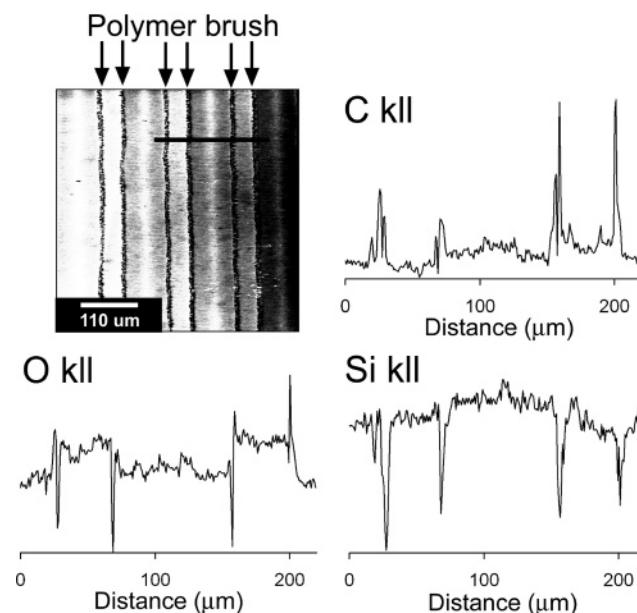 Polymer brush
110 um
C kll
0 100 200
Distance (μm)
O kll
0 100 200
Distance (μm)
Si kll
0 100 200
Distance (μm)